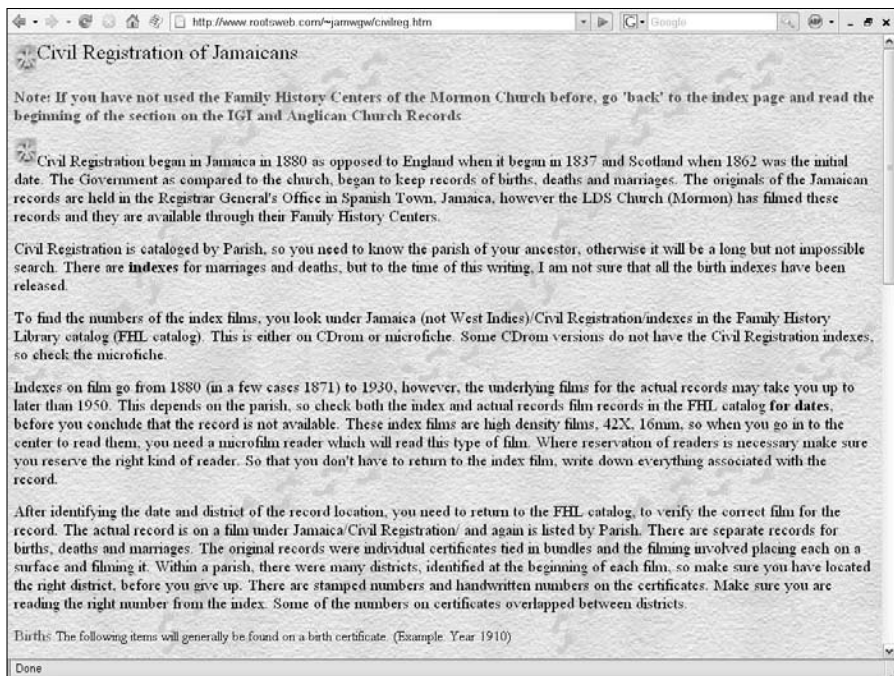 http://www.rootsweb.com/~jamwgw/civilreg.htm
Google
ABP
Civil Registration of Jamaicans
Note: If you have not used the Family History Centers of the Mormon Church before, go 'back' to the index page and read the
beginning of the section on the IGI and Anglican Church Records
Civil Registration began in Jamaica in 1880 as opposed to England when it began in 1837 and Scotland when 1862 was the initial
date. The Government as compared to the church, began to keep records of births, deaths and marriages. The originals of the Jamaican
records are held in the Registrar General's Office in Spanish Town, Jamaica, however the LDS Church (Mormon) has filmed these
records and they are available through their Family History Centers.
Civil Registration is cataloged by Parish, so you need to know the parish of your ancestor, otherwise it will be a long but not impossible
search. There are indexes for marriages and deaths, but to the time of this writing, I am not sure that all the birth indexes have been
released.
To find the numbers of the index films, you look under Jamaica (not West Indies)/Civil Registration/indexes in the Family History
Library catalog (FHL catalog). This is either on CDrom or microfiche. Some CDrom versions do not have the Civil Registration indexes,
so check the microfiche.
Indexes on film go from 1880 (in a few cases 1871) to 1930, however, the underlying films for the actual records may take you up to
later than 1950. This depends on the parish, so check both the index and actual records film records in the FHL catalog for dates,
before you conclude that the record is not available. These index films are high density films, 42X, 16mm, so when you go in to the
center to read them, you need a microfilm reader which will read this type of film. Where reservation of readers is necessary make sure
you reserve the right kind of reader. So that you don't have to return to the index film, write down everything associated with the
record.
After identifying the date and district of the record location, you need to return to the FHL catalog, to verify the correct film for the
record. The actual record is on a film under Jamaica/Civil Registration/ and again is listed by Parish. There are separate records for
births, deaths and marriages. The original records were individual certificates tied in bundles and the filming involved placing each on a
surface and filming it. Within a parish, there were many districts, identified at the beginning of each film, so make sure you have located
the right district, before you give up. There are stamped numbers and handwritten numbers on the certificates. Make sure you are
reading the right number from the index. Some of the numbers on certificates overlapped between districts.
Births The following items will generally be found on a birth certificate. (Example: Year 1910)
Done